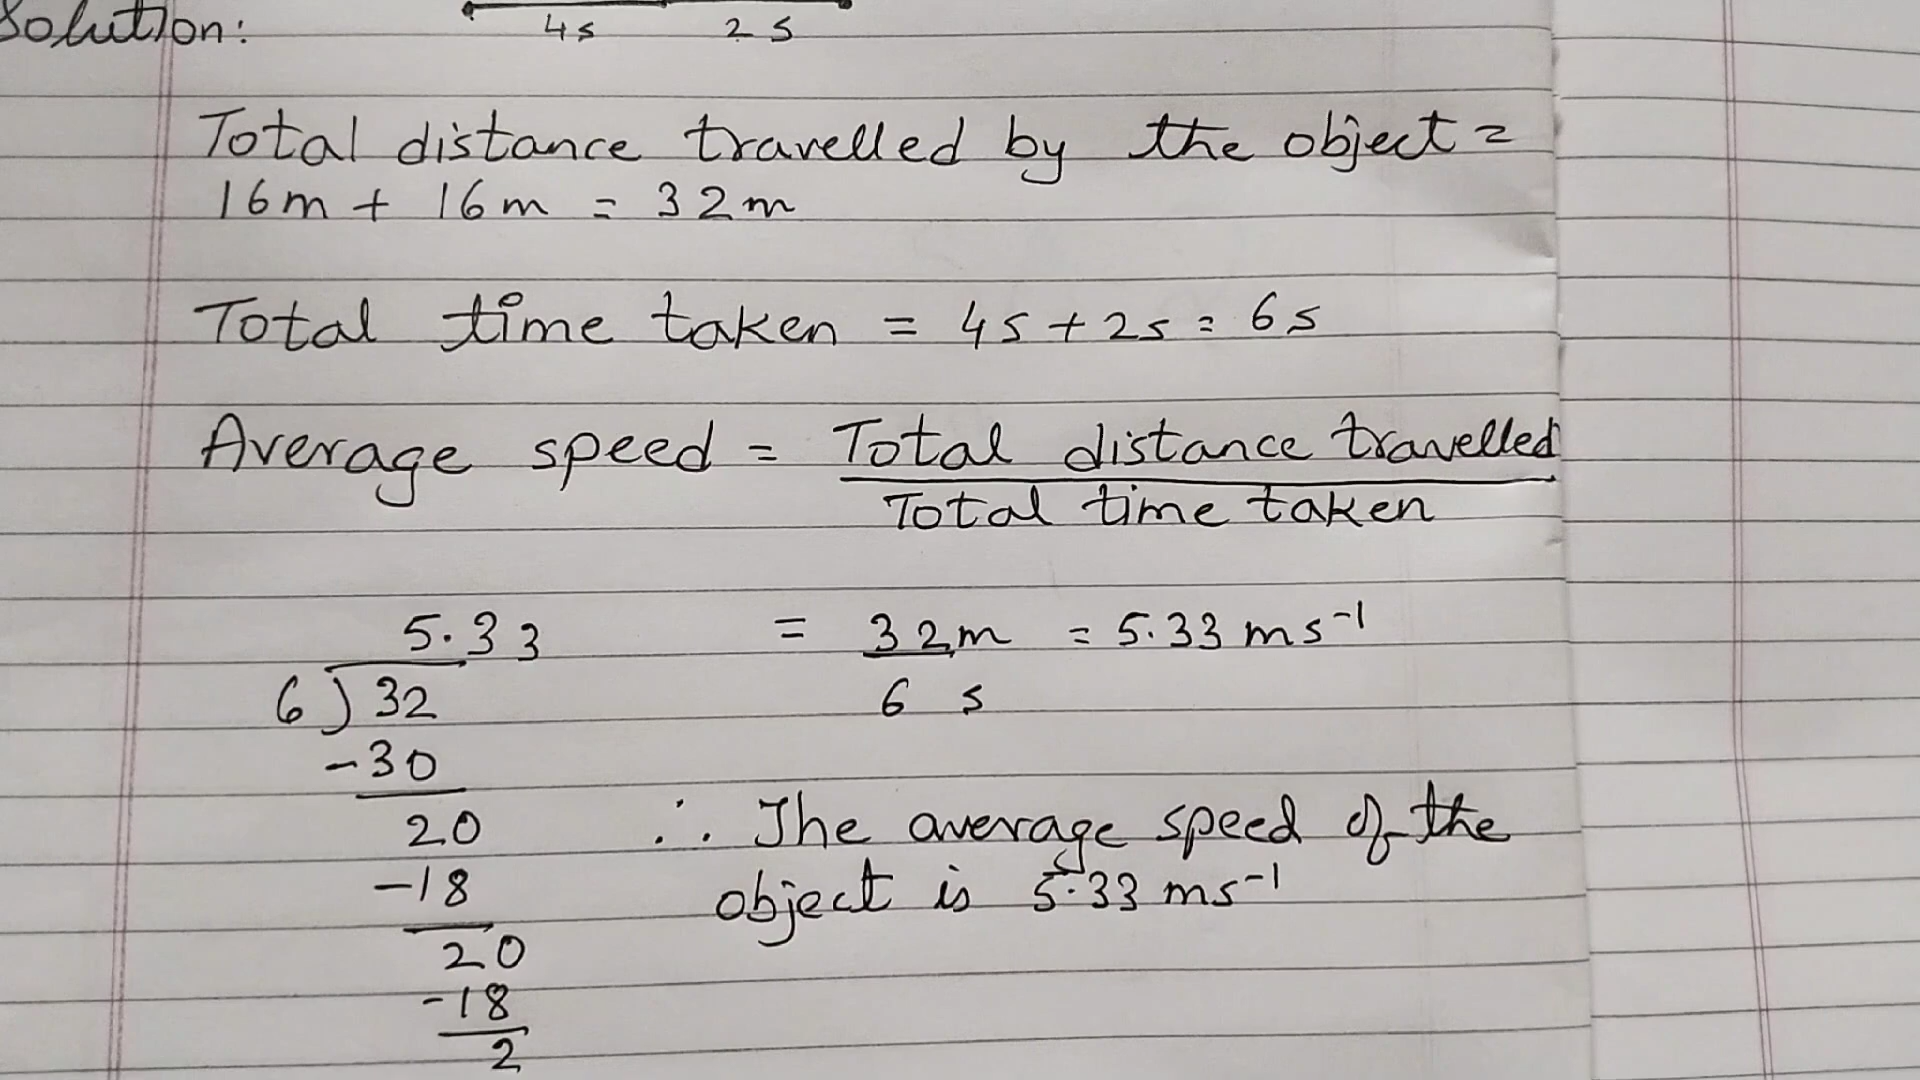 Solution:
4s 2s
Total distance travelled by the object =
16m + 16m = 32m
Total time taken = 4s + 2s = 6s
Average speed = Total distance travelled
Total time taken
= 32m = 5.33 ms⁻¹
6 s
5.33
6 ) 32
-30
20
-18
20
-18
2
∴ The average speed of the
object is 5.33 ms⁻¹